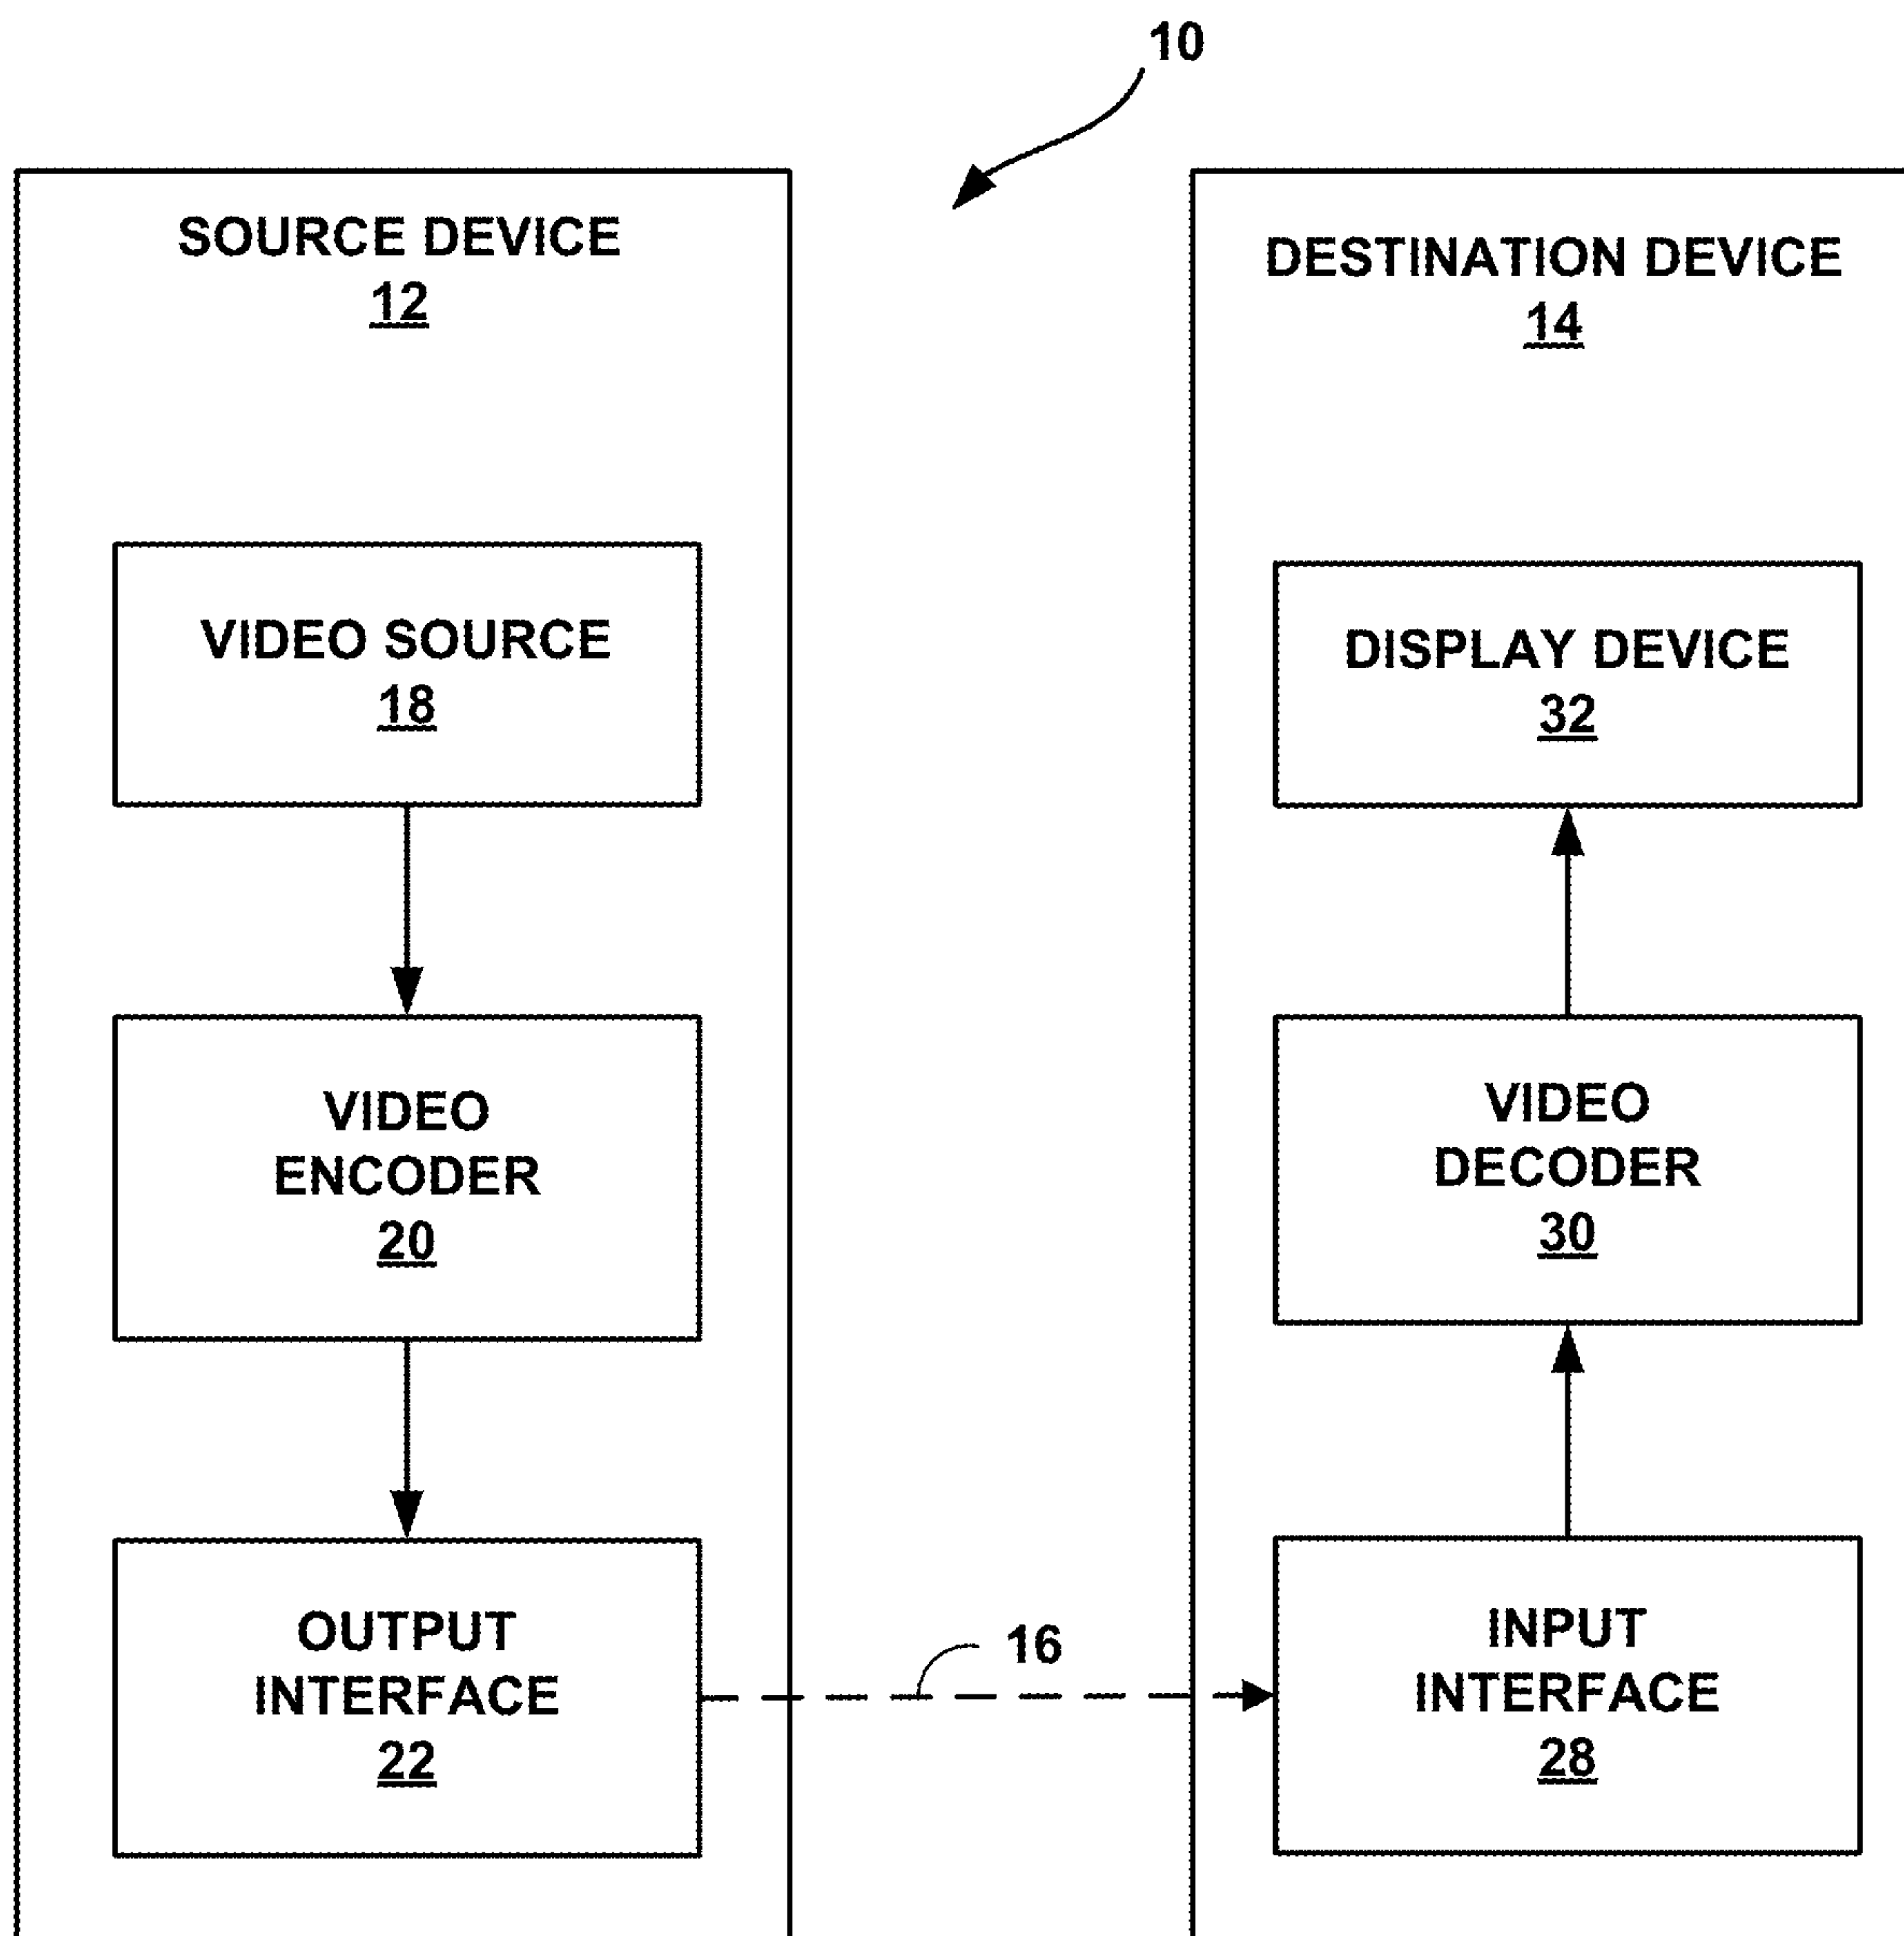 10
SOURCE DEVICE
12
VIDEO SOURCE
18
VIDEO
ENCODER
20
OUTPUT
INTERFACE
22
16
DESTINATION DEVICE
14
DISPLAY DEVICE
32
VIDEO
DECODER
30
INPUT
INTERFACE
28